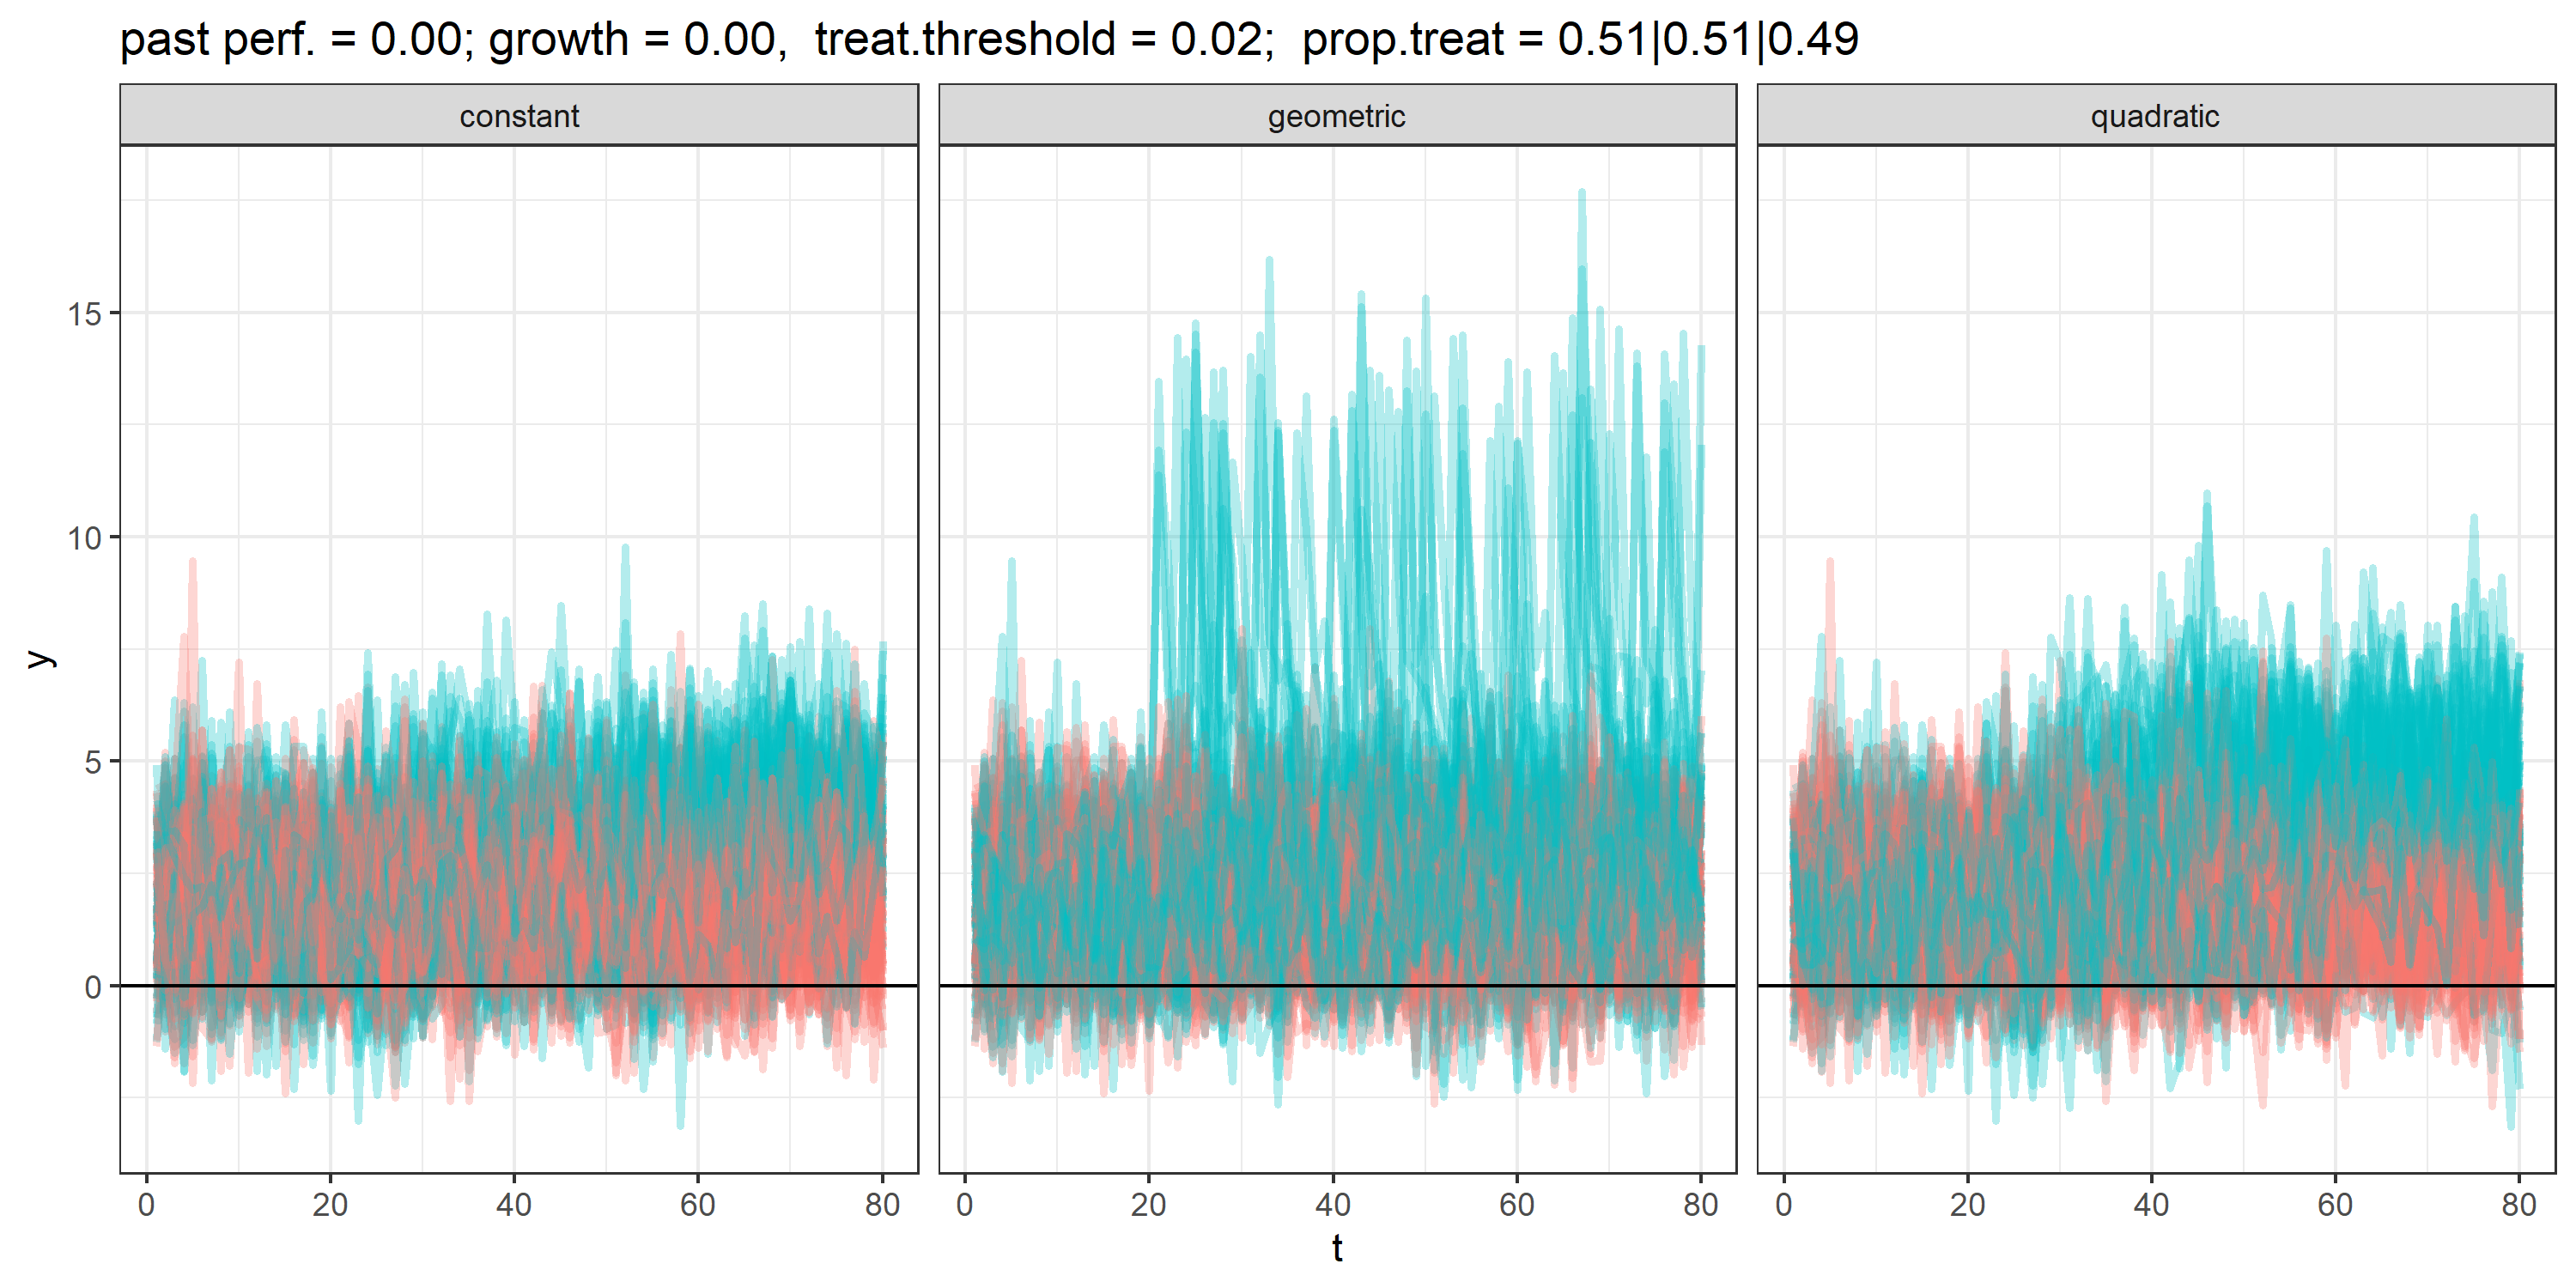 past perf. = 0.00; growth = 0.00,  treat.threshold = 0.02;  prop.treat = 0.51|0.51|0.49
constant geometric quadratic
15
10
5
0
y
0 20 40 60 80 0 20 40 60 80 0 20 40 60 80
t